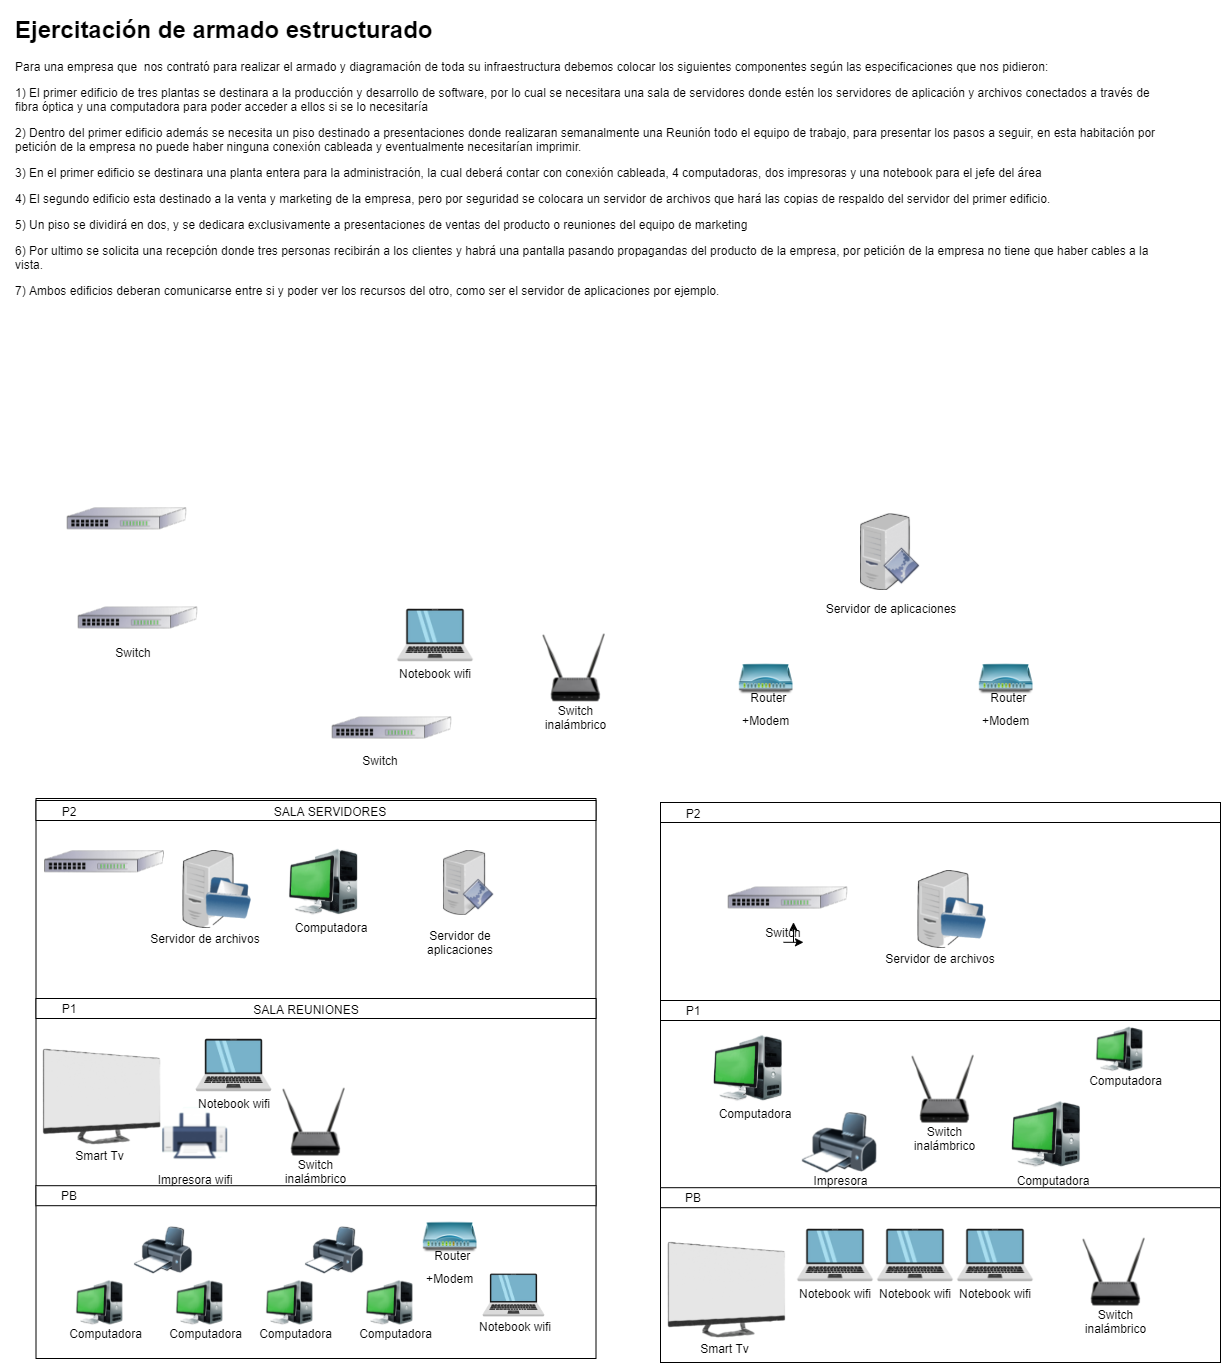 Ejercitación de armado estructurado
Para una empresa que  nos contrató para realizar el armado y diagramación de toda su infraestructura debemos colocar los siguientes componentes según las especificaciones que nos pidieron:
1) El primer edificio de tres plantas se destinara a la producción y desarrollo de software, por lo cual se necesitara una sala de servidores donde estén los servidores de aplicación y archivos conectados a través de
fibra óptica y una computadora para poder acceder a ellos si se lo necesitaría
2) Dentro del primer edificio además se necesita un piso destinado a presentaciones donde realizaran semanalmente una Reunión todo el equipo de trabajo, para presentar los pasos a seguir, en esta habitación por
petición de la empresa no puede haber ninguna conexión cableada y eventualmente necesitarían imprimir.
3) En el primer edificio se destinara una planta entera para la administración, la cual deberá contar con conexión cableada, 4 computadoras, dos impresoras y una notebook para el jefe del área
4) El segundo edificio esta destinado a la venta y marketing de la empresa, pero por seguridad se colocara un servidor de archivos que hará las copias de respaldo del servidor del primer edificio.
5) Un piso se dividirá en dos, y se dedicara exclusivamente a presentaciones de ventas del producto o reuniones del equipo de marketing
6) Por ultimo se solicita una recepción donde tres personas recibirán a los clientes y habrá una pantalla pasando propagandas del producto de la empresa, por petición de la empresa no tiene que haber cables a la
vista.
7) Ambos edificios deberan comunicarse entre si y poder ver los recursos del otro, como ser el servidor de aplicaciones por ejemplo.
Servidor de aplicaciones
Switch
Notebook wifi
Switch
inalámbrico
Router
+Modem
Router
+Modem
Switch
P2
SALA SERVIDORES
Servidor de archivos
Computadora
Servidor de
aplicaciones
P1
SALA REUNIONES
Notebook wifi
Smart Tv
Impresora wifi
Switch
inalámbrico
PB
Router
+Modem
Computadora
Computadora
Computadora
Computadora
Notebook wifi
P2
Switch
Servidor de archivos
P1
Computadora
Computadora
Switch
inalámbrico
Impresora
Computadora
PB
Notebook wifi
Notebook wifi
Notebook wifi
Switch
inalámbrico
Smart Tv